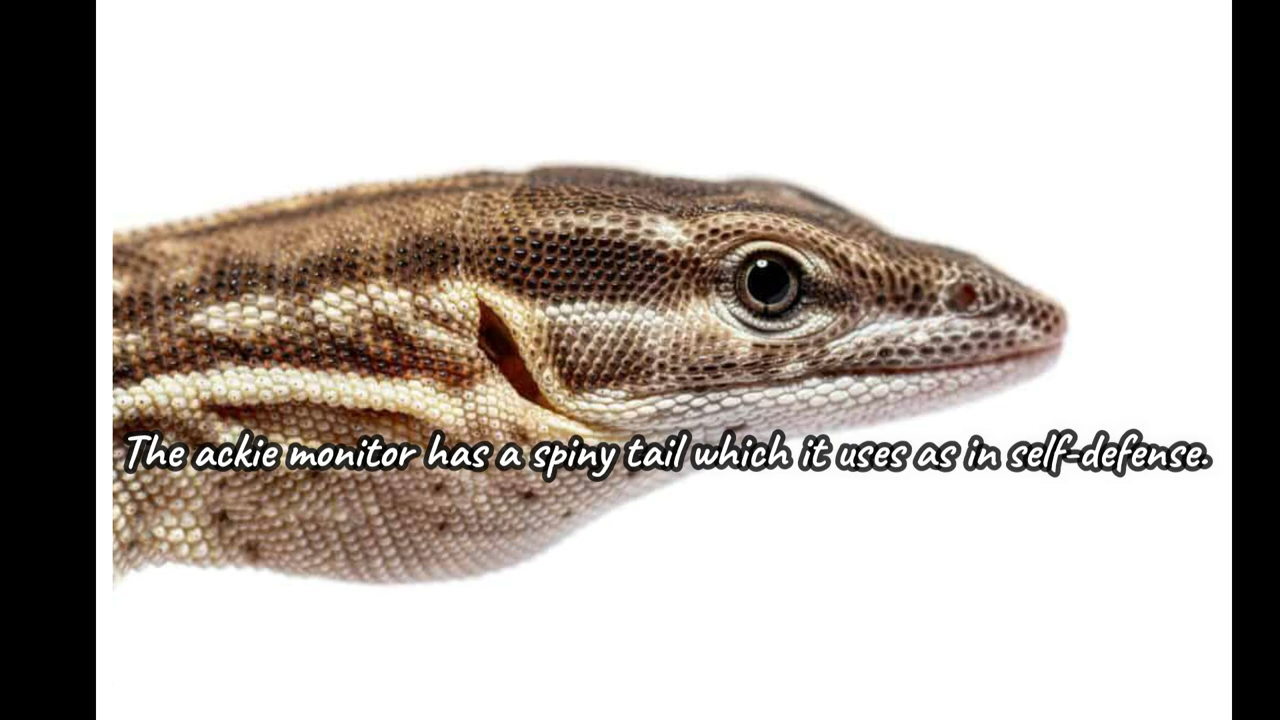 The ackie monitor has a spiny tail which it uses as in self-defense.